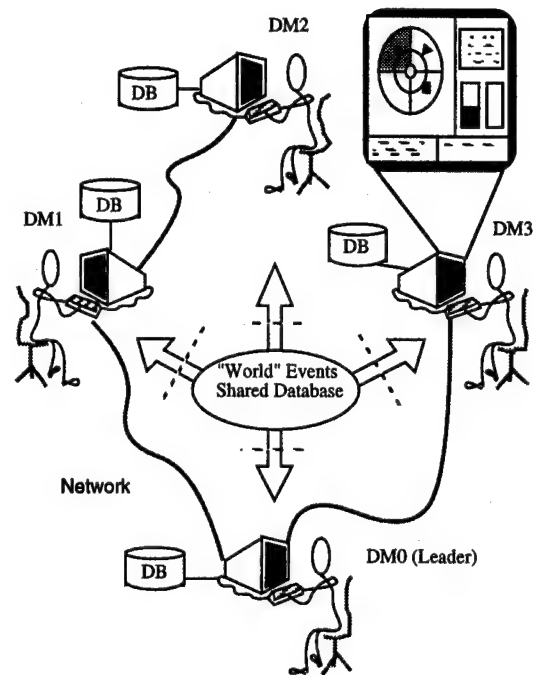 DM2
DB
DB
DM1
DM3
DB
"World" Events
Shared Database
Network
DM0 (Leader)
DB